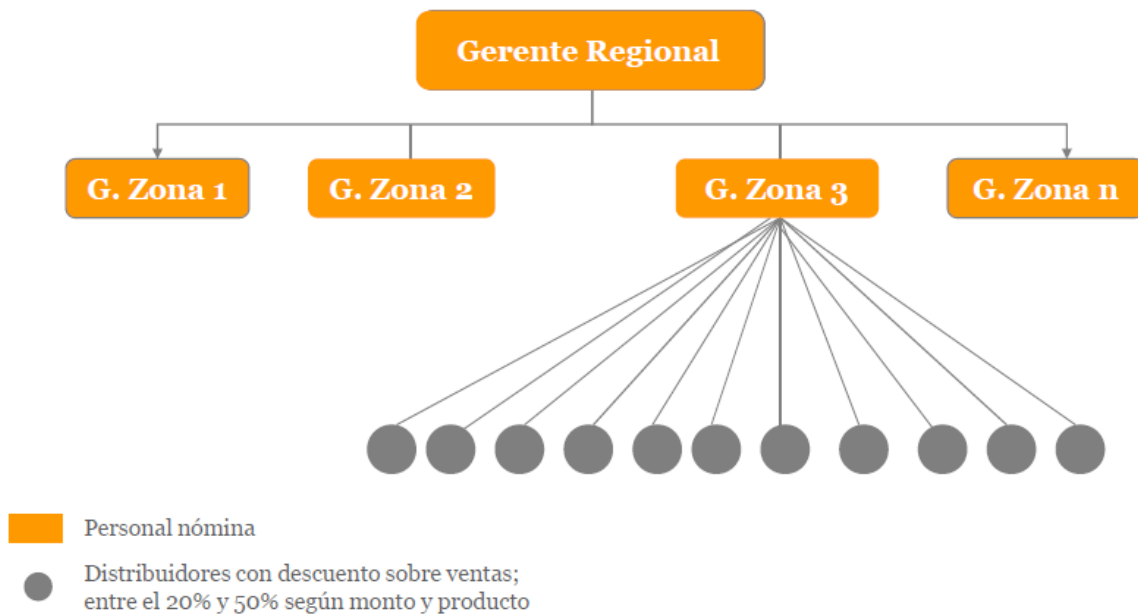 Gerente Regional
G. Zona 1
G. Zona 2
G. Zona 3
G. Zona n
Personal nómina
Distribuidores con descuento sobre ventas;
entre el 20% y 50% según monto y producto